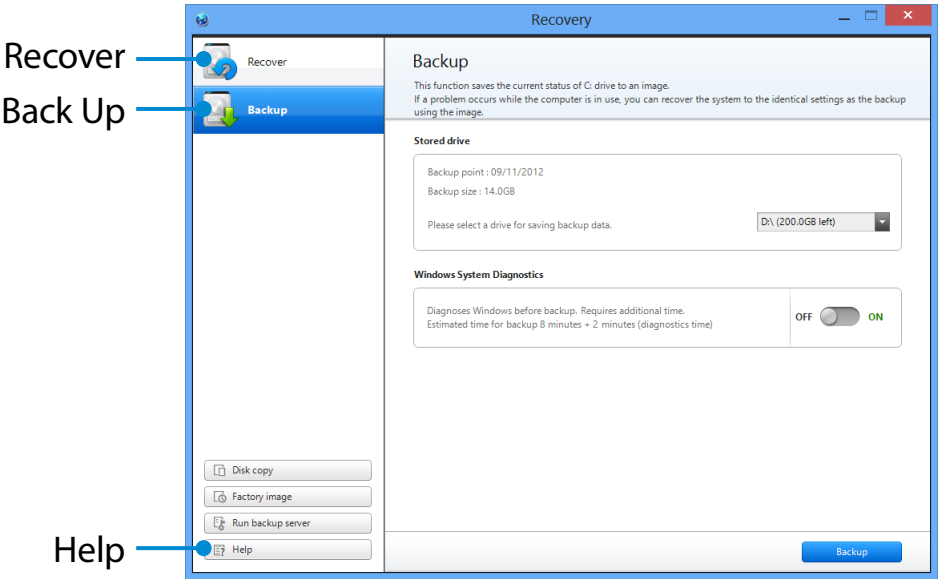 Recovery
Recover
Recover
Back Up
Backup
Backup
This function saves the current status of C: drive to an image.
If a problem occurs while the computer is in use, you can recover the system to the identical settings as the backup
using the image.
Stored drive
Backup point : 09/11/2012
Backup size : 14.0GB
Please select a drive for saving backup data.
D:\ (200.0GB left)
Windows System Diagnostics
Diagnoses Windows before backup. Requires additional time.
Estimated time for backup 8 minutes + 2 minutes (diagnostics time)
OFF ON
Disk copy
Factory image
Run backup server
Help
Help
Backup